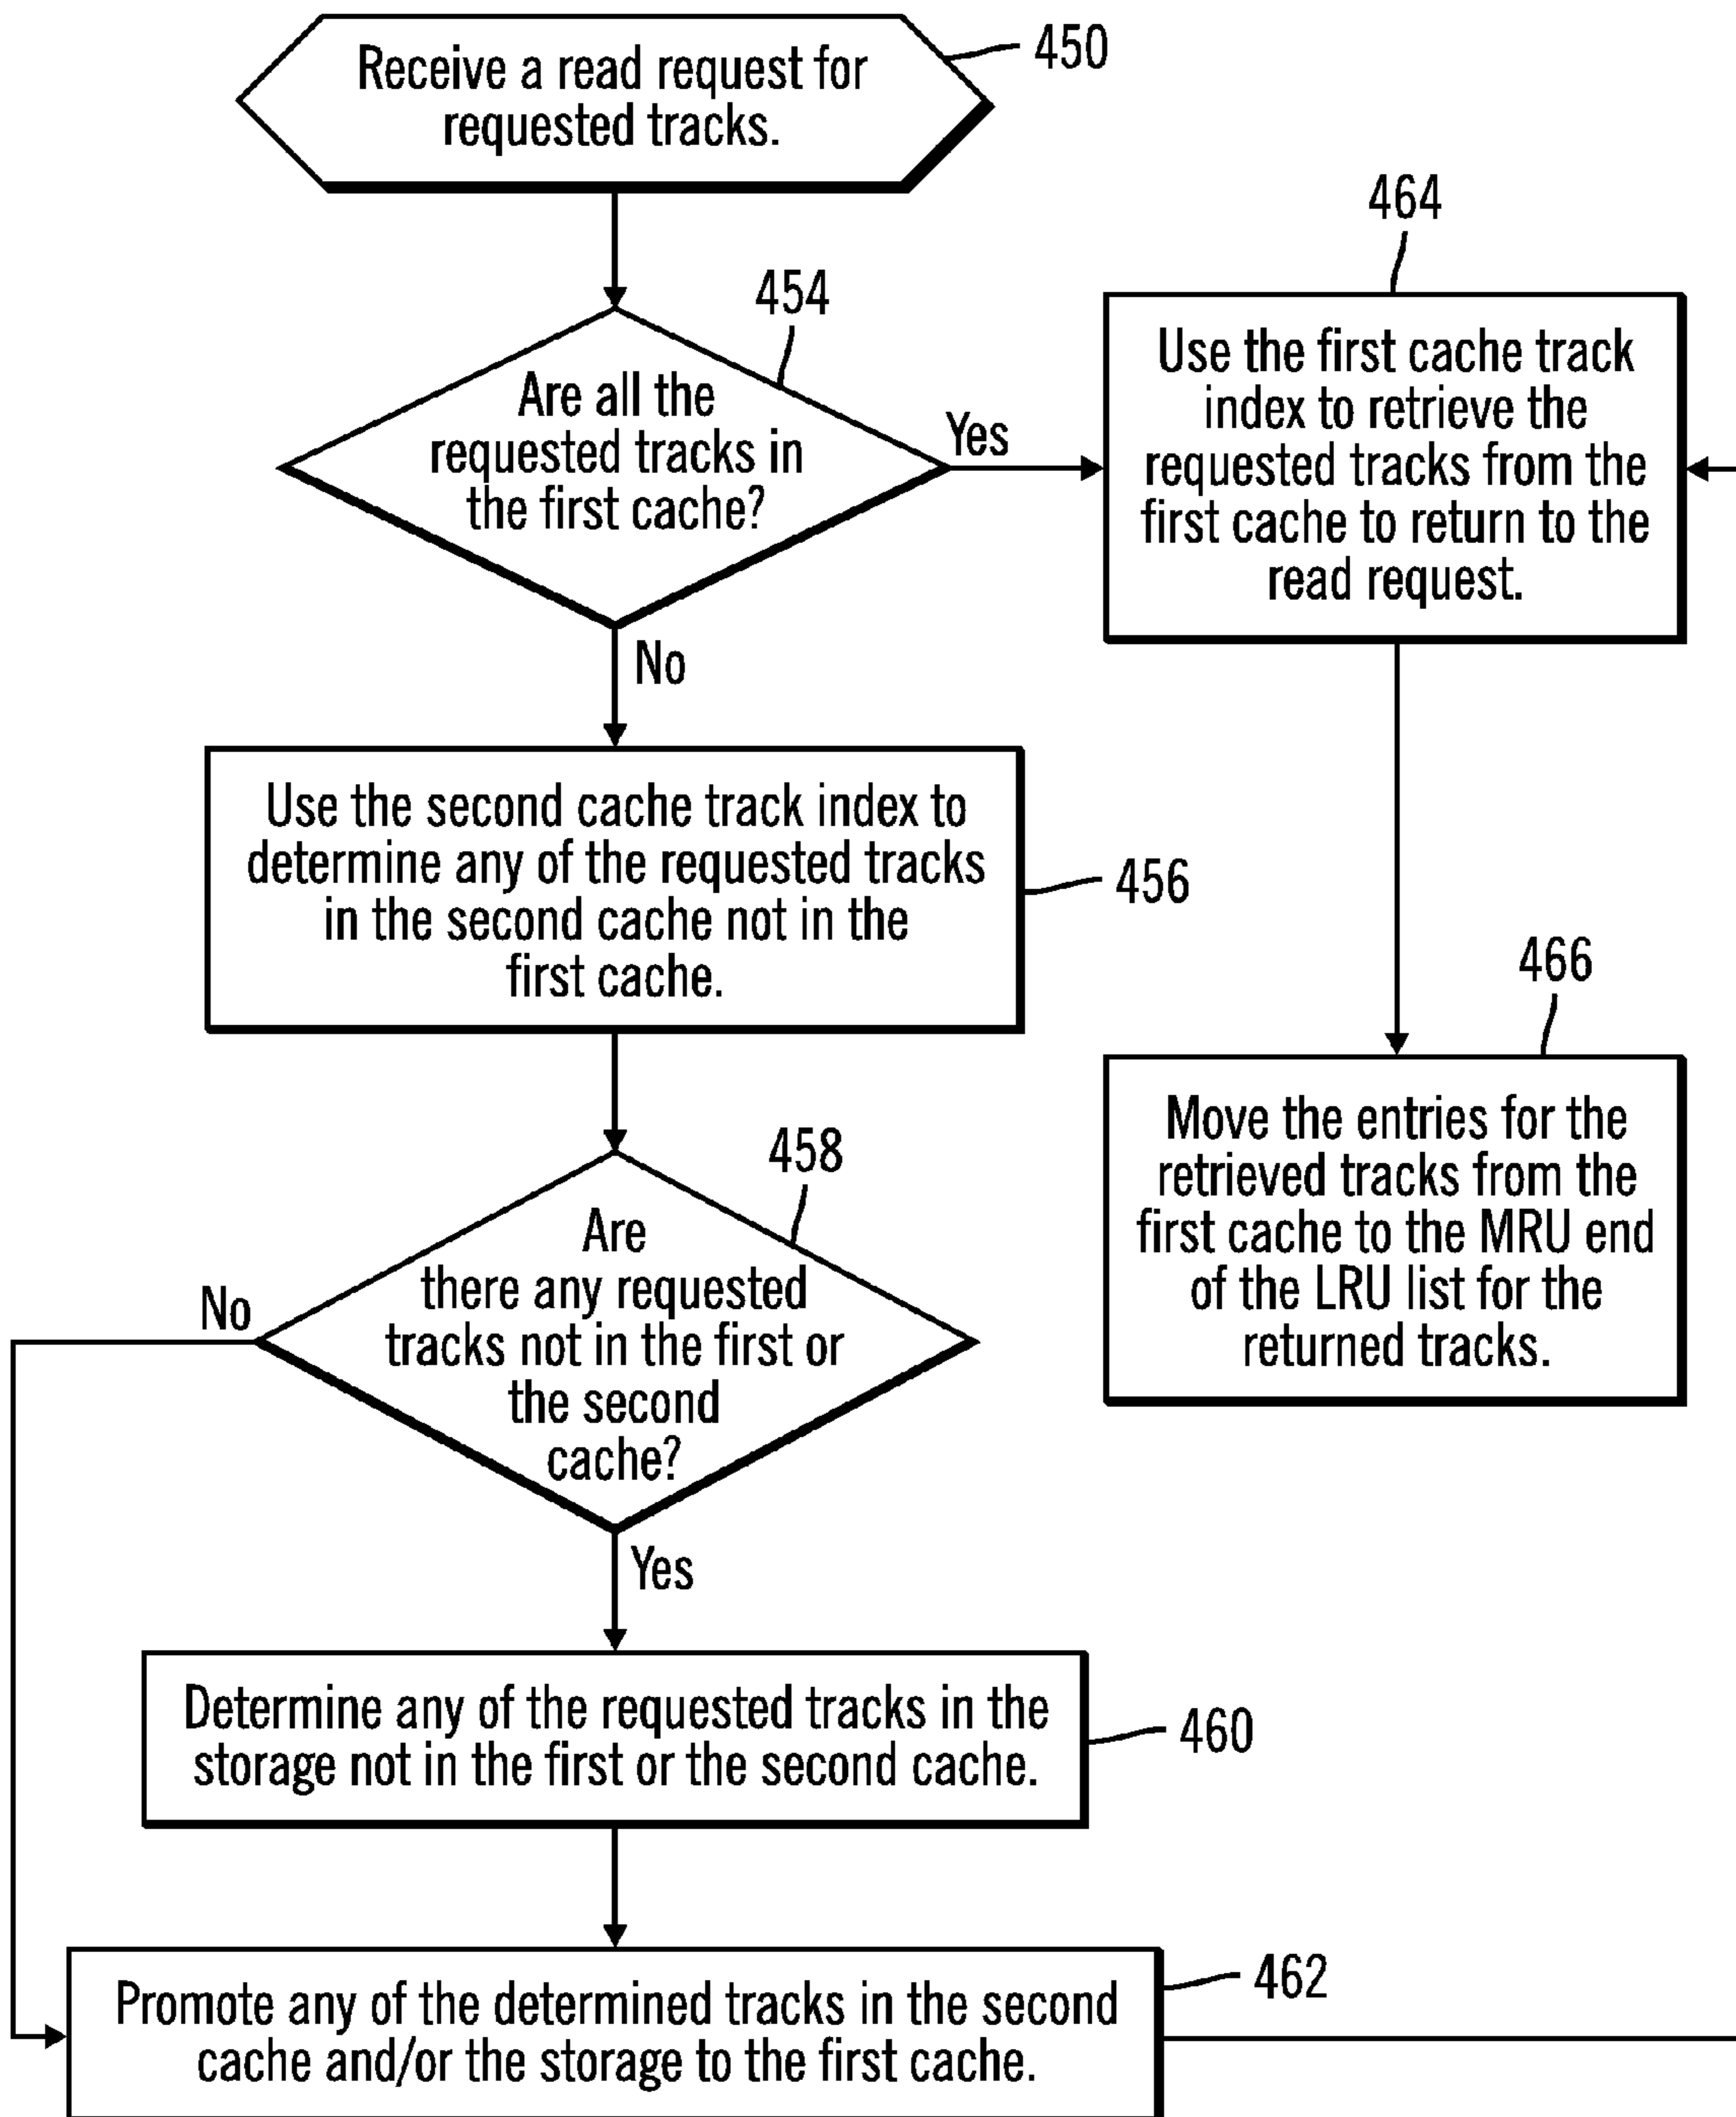 Receive a read request for
requested tracks.
450
454
Are all the
requested tracks in
the first cache?
Yes
No
464
Use the first cache track
index to retrieve the
requested tracks from the
first cache to return to the
read request.
Use the second cache track index to
determine any of the requested tracks
in the second cache not in the
first cache.
456
466
Move the entries for the
retrieved tracks from the
first cache to the MRU end
of the LRU list for the
returned tracks.
458
Are
there any requested
tracks not in the first or
the second
cache?
No
Yes
Determine any of the requested tracks in the
storage not in the first or the second cache.
460
Promote any of the determined tracks in the second
cache and/or the storage to the first cache.
462